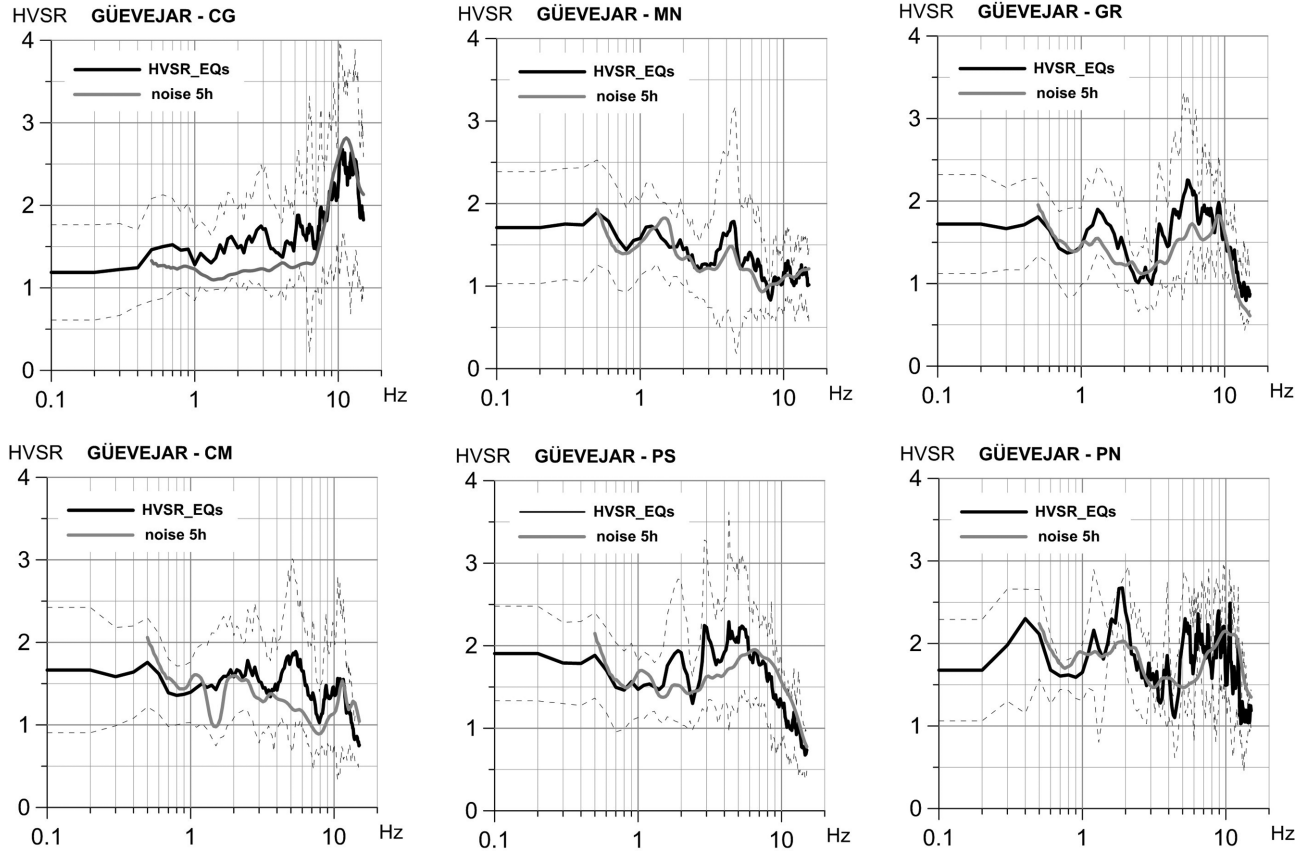 HVSR GÜEVEJAR - CG
4
HVSR_EQs
noise 5h
3
2
1
0
0.1 1 10 Hz
HVSR GÜEVEJAR - MN
4
HVSR_EQs
noise 5h
3
2
1
0
0.1 1 10 Hz
HVSR GÜEVEJAR - GR
4
HVSR_EQs
noise 5h
3
2
1
0
0.1 1 10 Hz
HVSR GÜEVEJAR - CM
4
HVSR_EQs
noise 5h
3
2
1
0
0.1 1 10 Hz
HVSR GÜEVEJAR - PS
4
HVSR_EQs
noise 5h
3
2
1
0
0.1 1 10 Hz
HVSR GÜEVEJAR - PN
4
HVSR_EQs
noise 5h
3
2
1
0
0.1 1 10 Hz